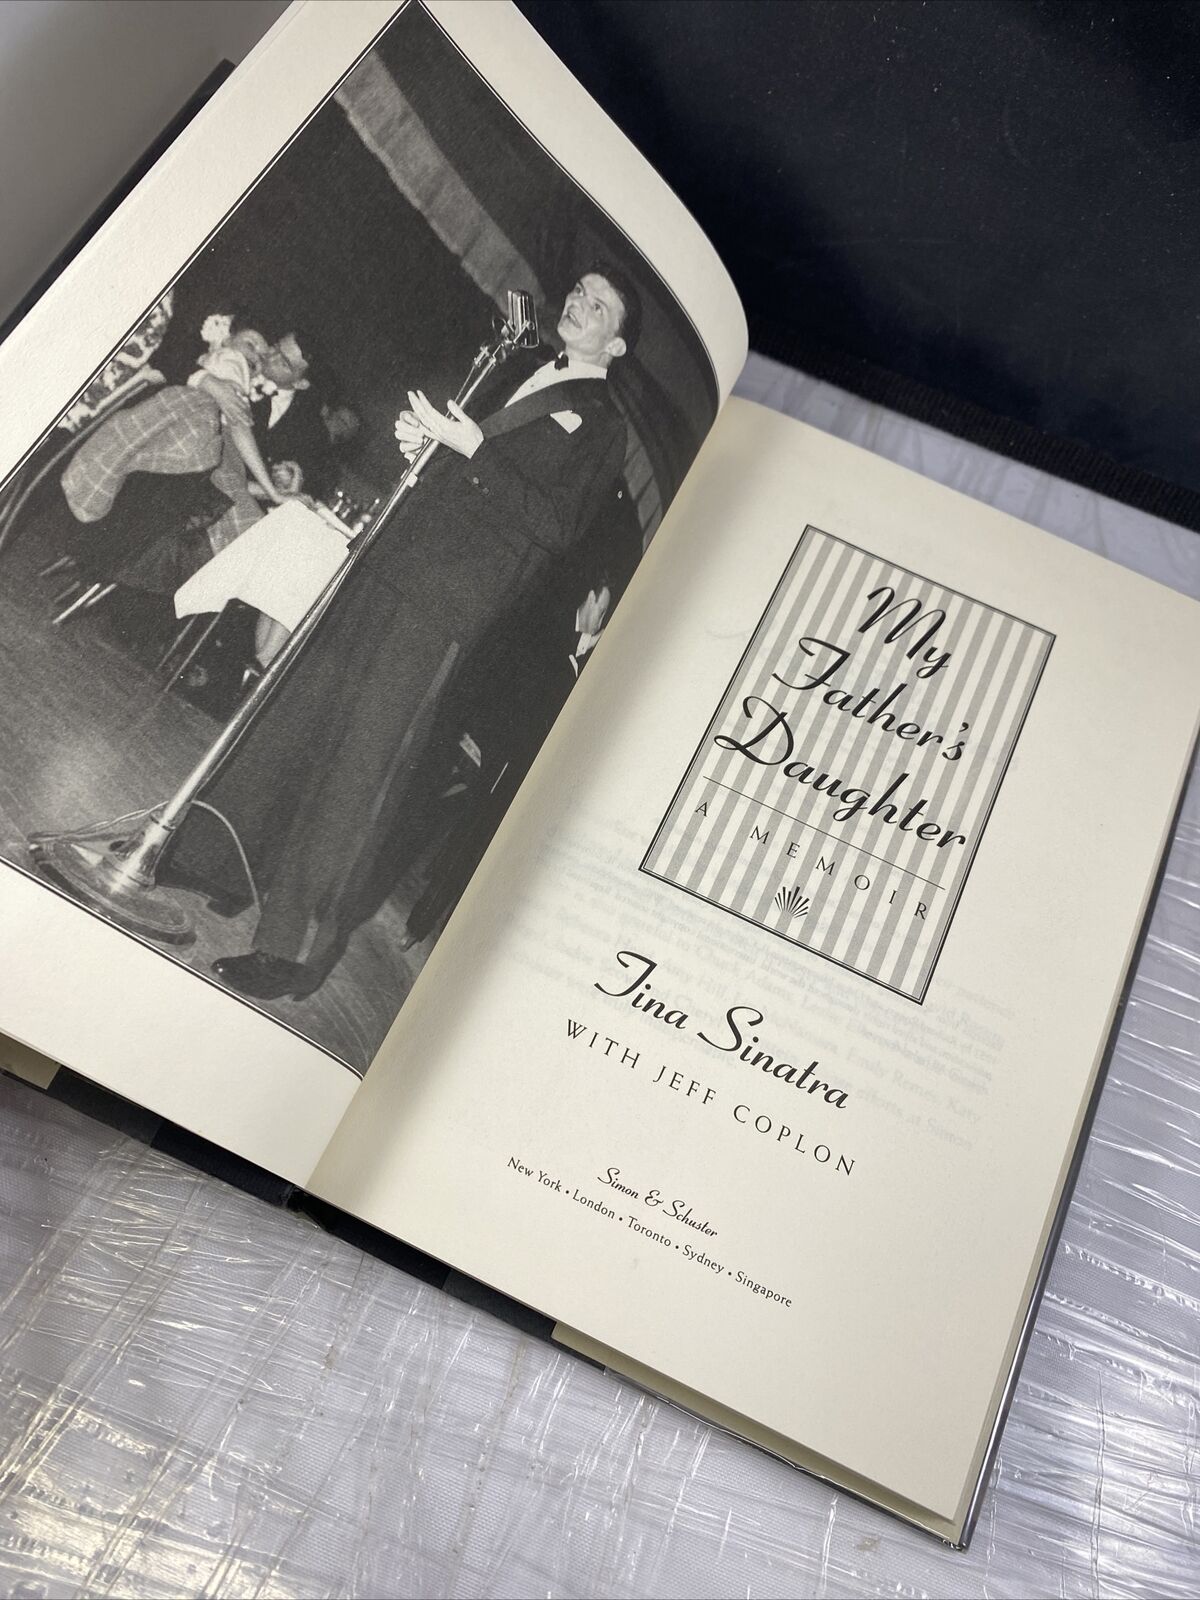 My
Father's
Daughter
A MEMOIR
Tina Sinatra
WITH JEFF COPLON
Simon & Schuster
New York • London • Toronto • Sydney • Singapore